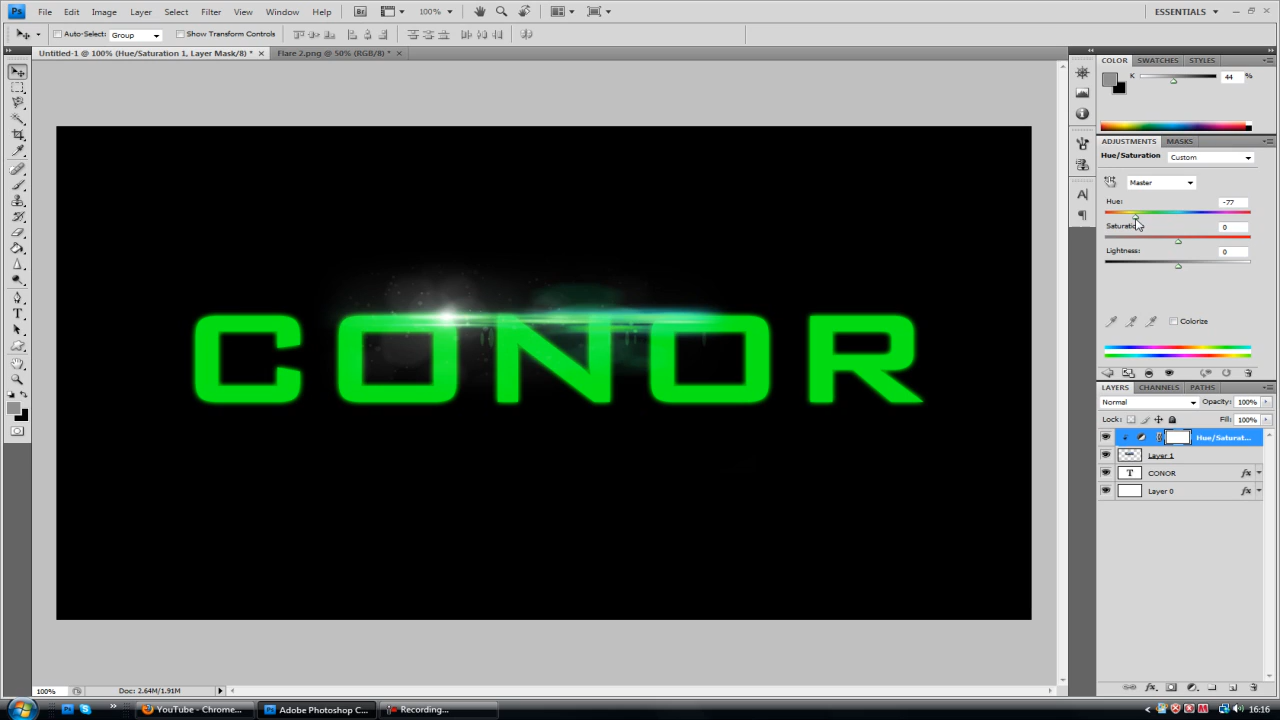 Ps File Edit Image Layer Select Filter View Window Help Br 100% ESSENTIALS
Auto-Select: Group Show Transform Controls
Untitled-1 @ 100% (Hue/Saturation 1, Layer Mask/8) * x Flare 2.png @ 50% (RGB/8) * x
COLOR SWATCHES STYLES
K 44 %
ADJUSTMENTS MASKS
Hue/Saturation Custom
Master
Hue: -77
Saturation: 0
Lightness: 0
Colorize
CONOR
LAYERS CHANNELS PATHS
Normal Opacity: 100%
Lock: Fill: 100%
Hue/Saturat...
Layer 1
T CONOR fx
Layer 0 fx
100% Doc: 2.64M/1.91M
YouTube - Chrome... Adobe Photoshop C... Recording... 16:16